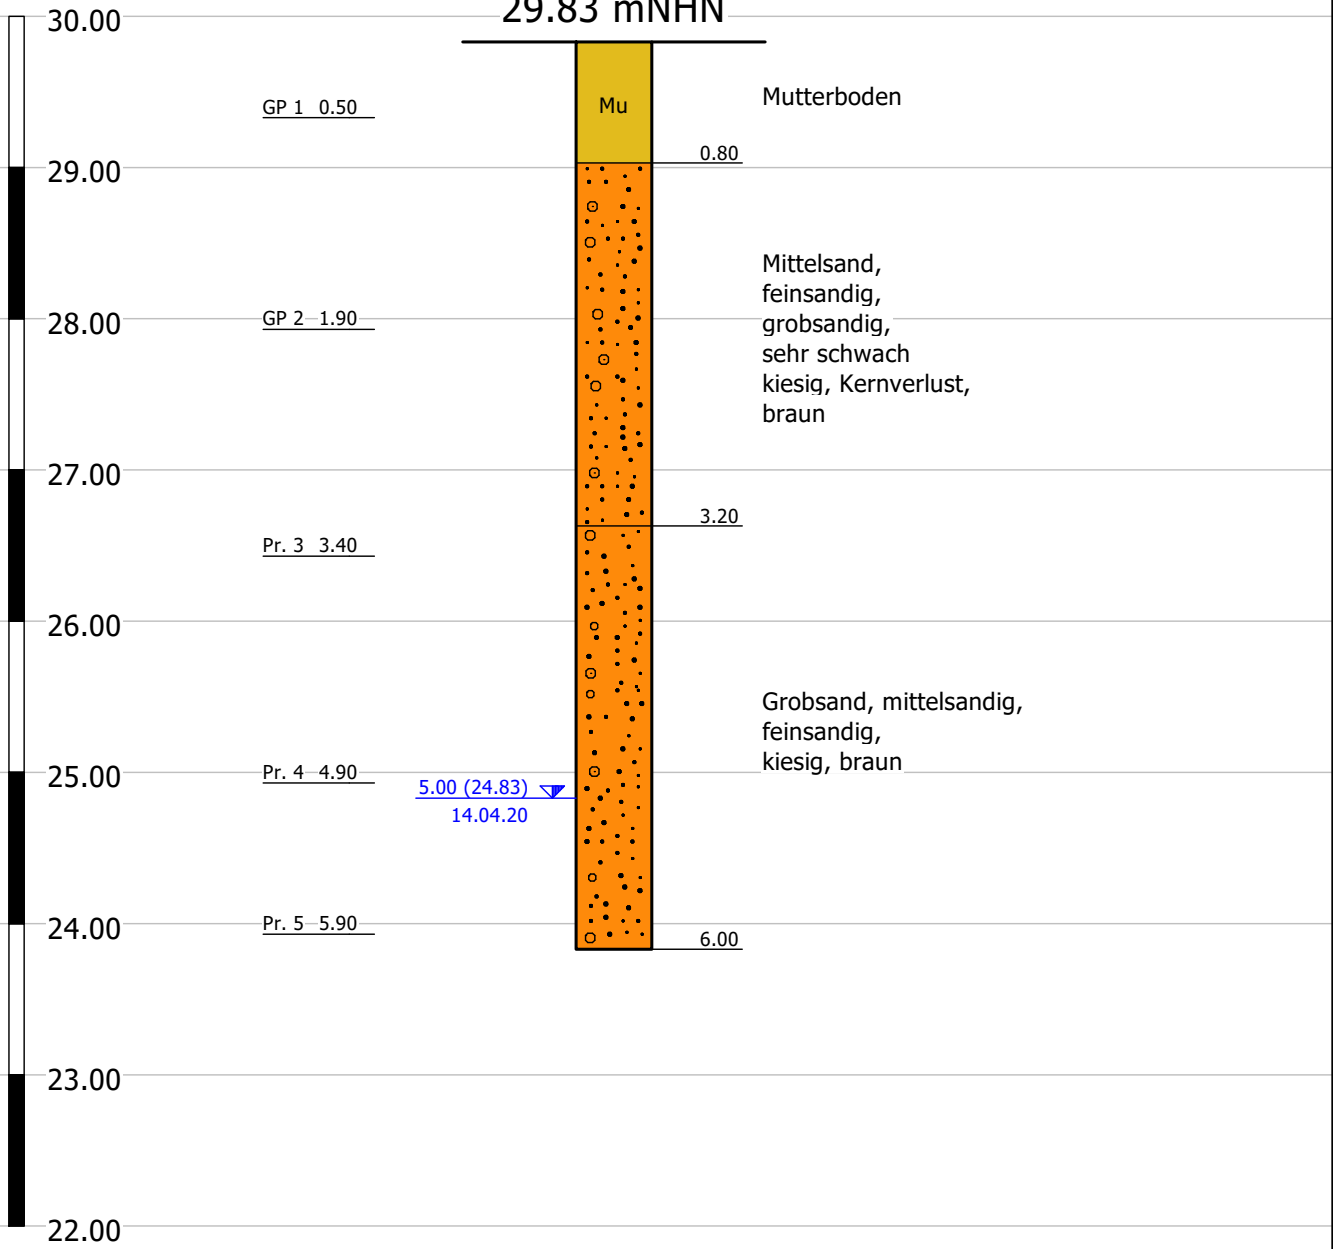 29.83 mNHN
30.00
GP 1 0.50
Mu
Mutterboden
0.80
29.00
Mittelsand,
feinsandig,
grobsandig,
sehr schwach
kiesig, Kernverlust,
braun
GP 2 1.90
28.00
27.00
3.20
Pr. 3 3.40
26.00
Grobsand, mittelsandig,
feinsandig,
kiesig, braun
Pr. 4 4.90
25.00
5.00 (24.83)
14.04.20
Pr. 5 5.90
24.00
6.00
23.00
22.00